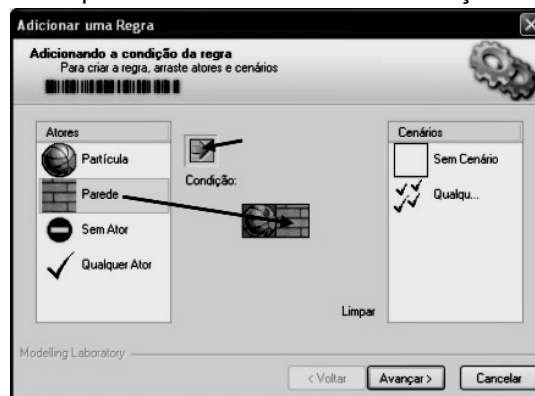 Adicionar uma Regra
Adicionando a condição da regra
Para criar a regra, arraste atores e cenários
Atores
Partícula
Parede
Sem Ator
Qualquer Ator
Condição:
Cenários
Sem Cenário
Qualqu...
Limpar
Modelling Laboratory
< Voltar
Avançar >
Cancelar